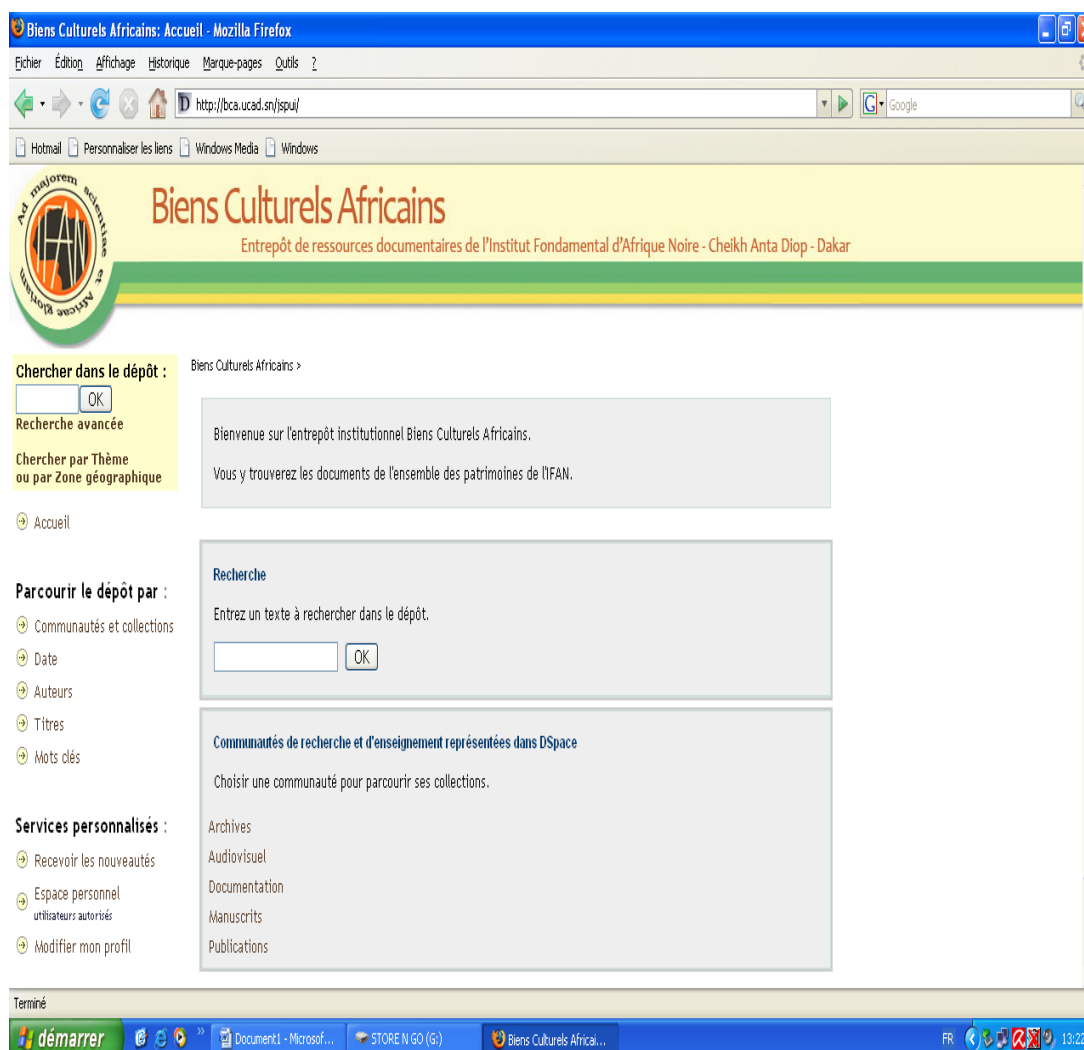 Biens Culturels Africains: Accueil - Mozilla Firefox
Fichier Édition Affichage Historique Marque-pages Outils ?
http://bca.ucad.sn/jspui/
G Google
Hotmail Personnaliser les liens Windows Media Windows
Ad majorem scientiae et Africae gloriam
IFAN
Biens Culturels Africains
Entrepôt de ressources documentaires de l'Institut Fondamental d'Afrique Noire - Cheikh Anta Diop - Dakar
Chercher dans le dépôt :
OK
Recherche avancée
Chercher par Thème
ou par Zone géographique
Accueil
Parcourir le dépôt par :
Communautés et collections
Date
Auteurs
Titres
Mots clés
Services personnalisés :
Recevoir les nouveautés
Espace personnel
utilisateurs autorisés
Modifier mon profil
Biens Culturels Africains >
Bienvenue sur l'entrepôt institutionnel Biens Culturels Africains.
Vous y trouverez les documents de l'ensemble des patrimoines de l'IFAN.
Recherche
Entrez un texte à rechercher dans le dépôt.
OK
Communautés de recherche et d'enseignement représentées dans DSpace
Choisir une communauté pour parcourir ses collections.
Archives
Audiovisuel
Documentation
Manuscrits
Publications
Terminé
démarrer » Document1 - Microsof... STORE N GO (G:) Biens Culturels Africai... FR 13:22